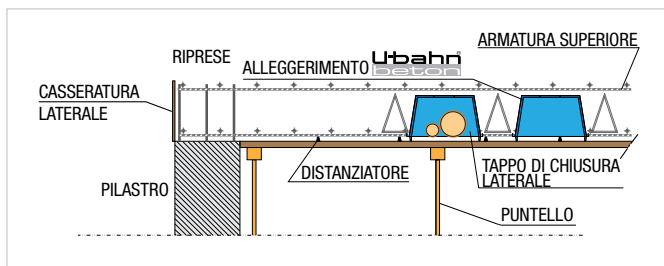 RIPRESE
U-bahn®
beton®
ARMATURA SUPERIORE
ALLEGGERIMENTO
CASSERATURA
LATERALE
TAPPO DI CHIUSURA
LATERALE
DISTANZIATORE
PILASTRO
PUNTELLO